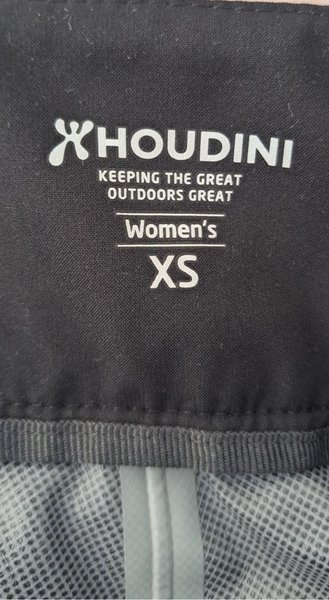 HOUDINI
KEEPING THE GREAT
OUTDOORS GREAT
Women's
XS